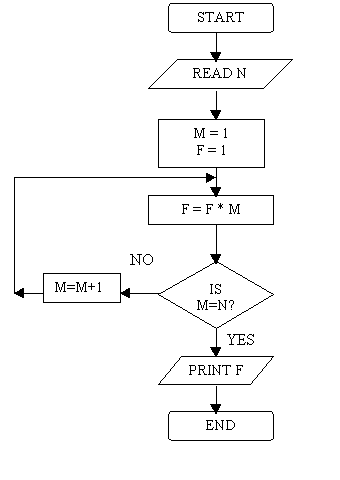 START
READ N
M = 1
F = 1
F = F * M
NO
IS
M=N?
M=M+1
YES
PRINT F
END